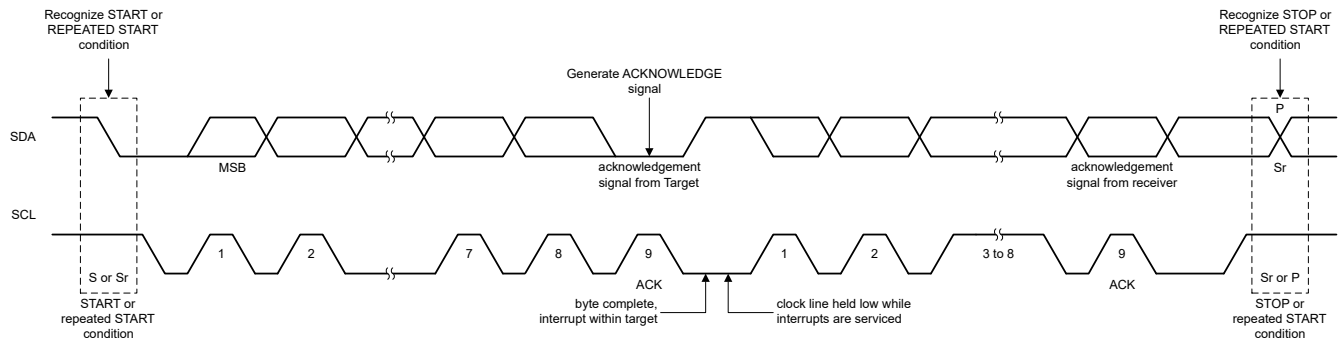 Recognize START or
REPEATED START
condition
Recognize STOP or
REPEATED START
condition
Generate ACKNOWLEDGE
signal
P
SDA
MSB
acknowledgement
signal from Target
acknowledgement
signal from receiver
Sr
SCL
1
2
7
8
9
1
2
3 to 8
9
S or Sr
ACK
ACK
Sr or P
START or
repeated START
condition
byte complete,
interrupt within target
clock line held low while
interrupts are serviced
STOP or
repeated START
condition